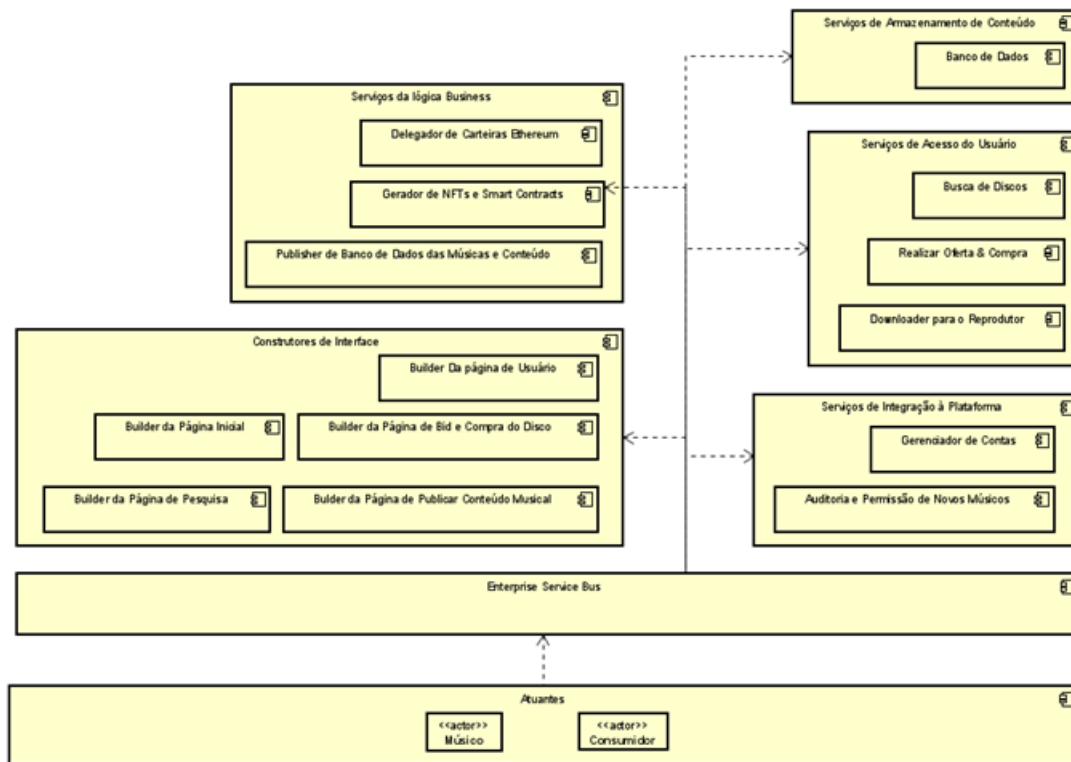 Serviços de Armazenamento de Conteúdo
Banco de Dados
Serviços da lógica Business
Delegador de Carteiras Ethereum
Gerador de NFTs e Smart Contracts
Publisher de Banco de Dados das Músicas e Conteúdo
Serviços de Acesso do Usuário
Busca de Discos
Realizar Oferta & Compra
Downloader para o Reprodutor
Construtores de Interface
Builder Da página de Usuário
Builder da Página Inicial
Builder da Página de Bid e Compra do Disco
Builder da Página de Pesquisa
Bulder da Página de Publicar Conteúdo Musical
Serviços de Integração à Plataforma
Gerenciador de Contas
Auditoria e Permissão de Novos Músicos
Enterprise Service Bus
Atuantes
<<actor>>
Músico
<<actor>>
Consumidor